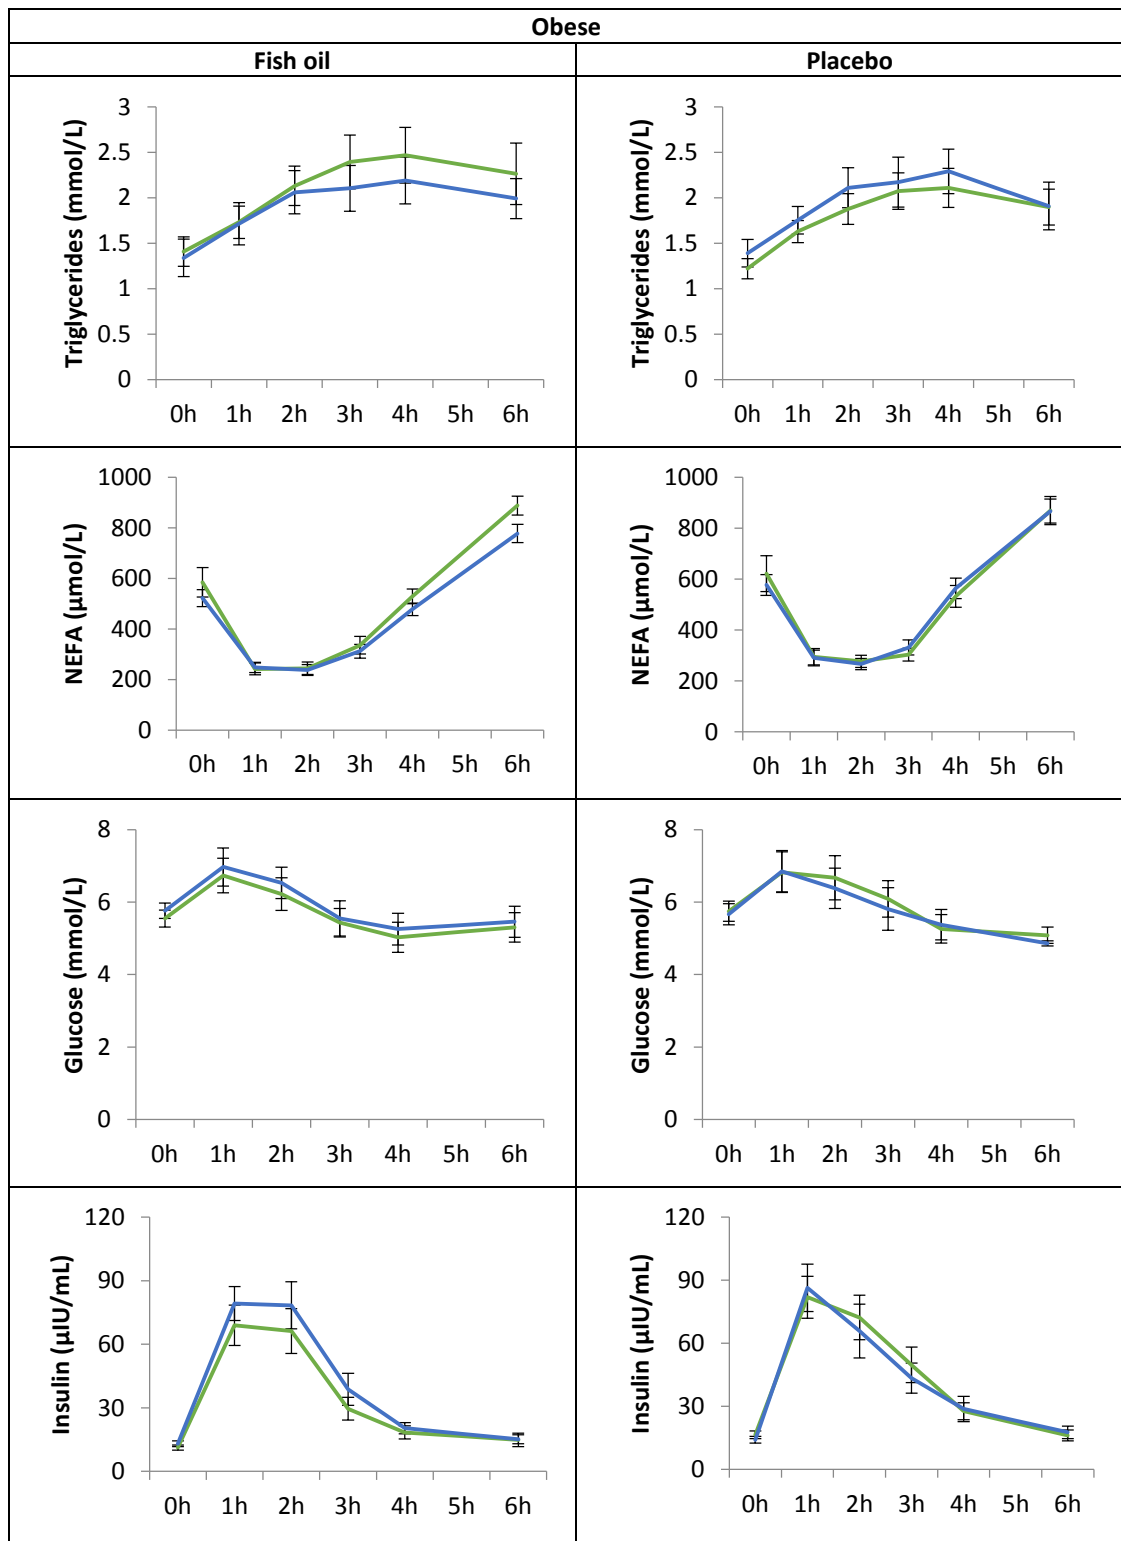 Obese
Fish oil
Placebo
Triglycerides (mmol/L)
3
2.5
2
1.5
1
0.5
0
0h 1h 2h 3h 4h 5h 6h
Triglycerides (mmol/L)
3
2.5
2
1.5
1
0.5
0
0h 1h 2h 3h 4h 5h 6h
NEFA (µmol/L)
1000
800
600
400
200
0
0h 1h 2h 3h 4h 5h 6h
NEFA (µmol/L)
1000
800
600
400
200
0
0h 1h 2h 3h 4h 5h 6h
Glucose (mmol/L)
8
6
4
2
0
0h 1h 2h 3h 4h 5h 6h
Glucose (mmol/L)
8
6
4
2
0
0h 1h 2h 3h 4h 5h 6h
Insulin (µIU/mL)
120
90
60
30
0
0h 1h 2h 3h 4h 5h 6h
Insulin (µIU/mL)
120
90
60
30
0
0h 1h 2h 3h 4h 5h 6h